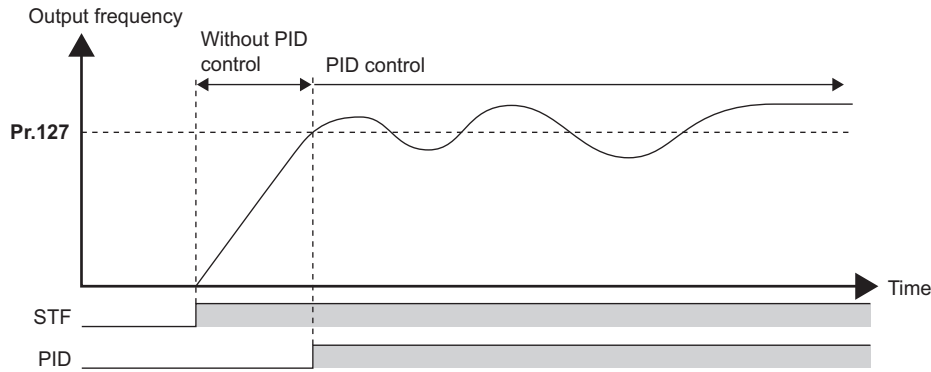 Output frequency
Without PID
control
PID control
Pr.127
Time
STF
PID